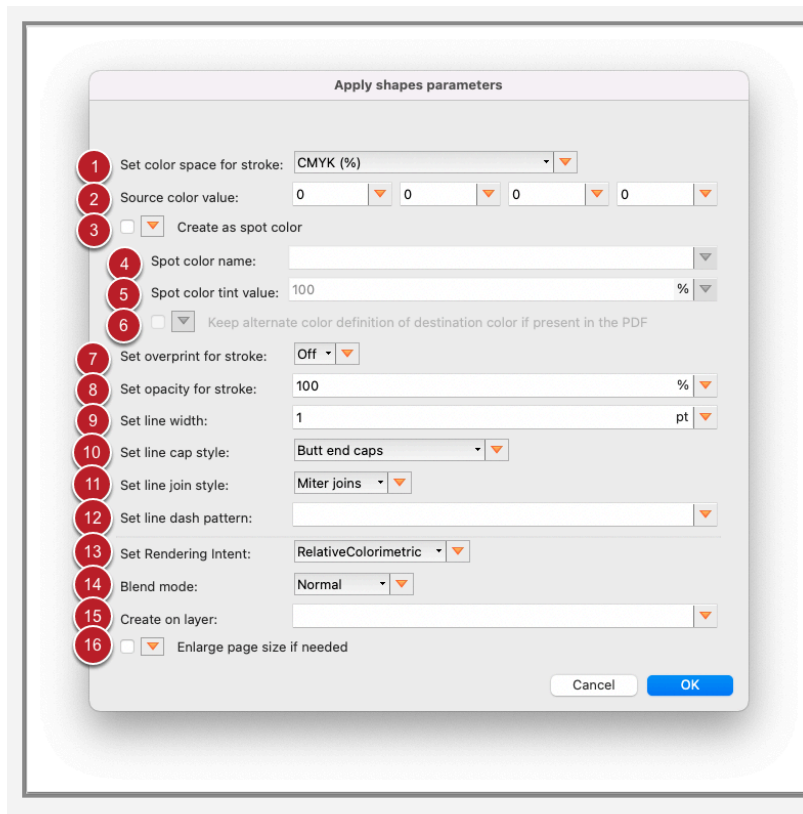 Apply shapes parameters
1 Set color space for stroke: CMYK (%)
2 Source color value: 0 0 0 0
3 Create as spot color
4 Spot color name:
5 Spot color tint value: 100 %
6 Keep alternate color definition of destination color if present in the PDF
7 Set overprint for stroke: Off
8 Set opacity for stroke: 100 %
9 Set line width: 1 pt
10 Set line cap style: Butt end caps
11 Set line join style: Miter joins
12 Set line dash pattern:
13 Set Rendering Intent: RelativeColorimetric
14 Blend mode: Normal
15 Create on layer:
16 Enlarge page size if needed
Cancel OK